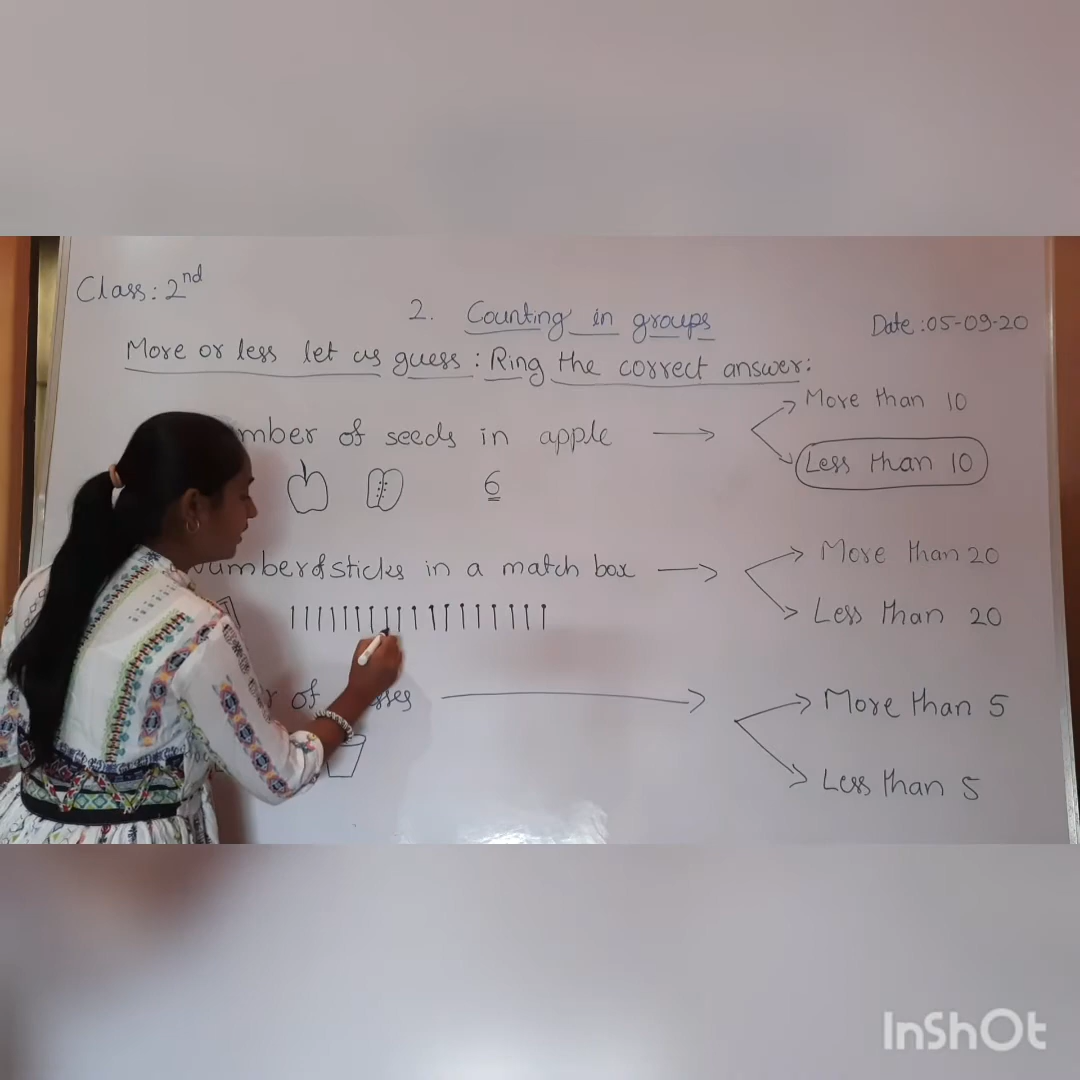 Class: 2nd
2. Counting in groups
Date: 05-09-20
More or less let us guess: Ring the correct answer:
mber of seeds in apple
More than 10
Less than 10
6
Number of sticks in a match box
More than 20
Less than 20
r of
More than 5
Less than 5
InShOt